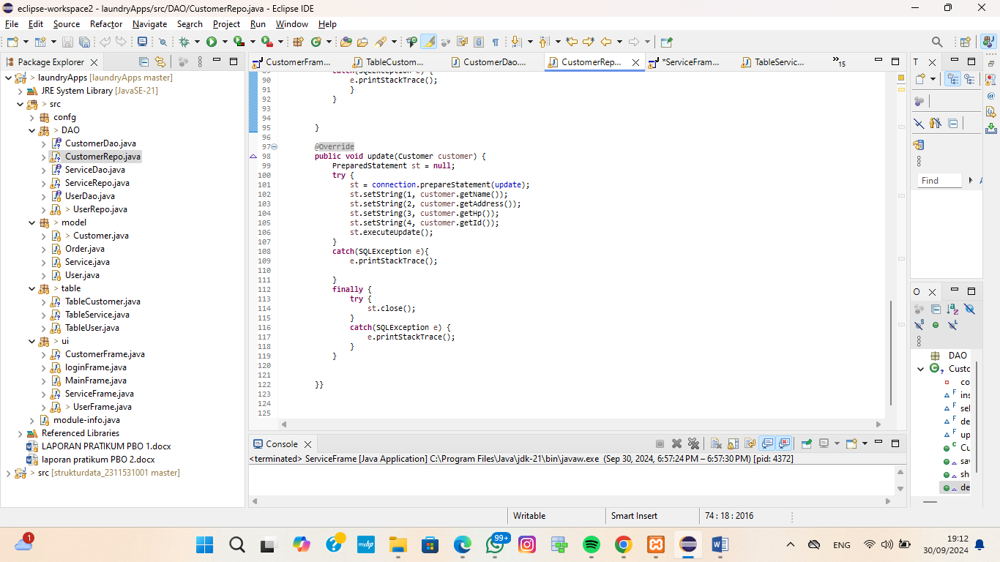 eclipse-workspace2 - laundryApps/src/DAO/CustomerRepo.java - Eclipse IDE
File Edit Source Refactor Navigate Search Project Run Window Help
Package Explorer
CustomerFram... TableCustom... CustomerDao.... CustomerRep... *ServiceFram... TableServic... »15
T
> laundryApps [laundryApps master]
JRE System Library [JavaSE-21]
> src
confg
> DAO
CustomerDao.java
CustomerRepo.java
ServiceDao.java
ServiceRepo.java
UserDao.java
> UserRepo.java
> model
> Customer.java
Order.java
Service.java
User.java
> table
TableCustomer.java
TableService.java
TableUser.java
> ui
CustomerFrame.java
loginFrame.java
MainFrame.java
ServiceFrame.java
> UserFrame.java
module-info.java
Referenced Libraries
LAPORAN PRATIKUM PBO 1.docx
laporan pratikum PBO 2.docx
> src [strukturdata_2311531001 master]
89 catch(SQLException e) {
90 e.printStackTrace();
91 }
92 }
93
94
95 }
96
97 @Override
98 public void update(Customer customer) {
99 PreparedStatement st = null;
100 try {
101 st = connection.prepareStatement(update);
102 st.setString(1, customer.getName());
103 st.setString(2, customer.getAddress());
104 st.setString(3, customer.getHp());
105 st.setString(4, customer.getId());
106 st.executeUpdate();
107 }
108 catch(SQLException e){
109 e.printStackTrace();
110
111 }
112 finally {
113 try {
114 st.close();
115 }
116 catch(SQLException e) {
117 e.printStackTrace();
118 }
119 }
120
121
122 }}
123
124
125
Find
O
DAO
Custo
co
ins
sel
de
up
Cu
sav
sh
de
Console
<terminated> ServiceFrame [Java Application] C:\Program Files\Java\jdk-21\bin\javaw.exe (Sep 30, 2024, 6:57:24 PM – 6:57:30 PM) [pid: 4372]
Writable Smart Insert 74 : 18 : 2016
1
myhp
99+
ENG
19:12
30/09/2024